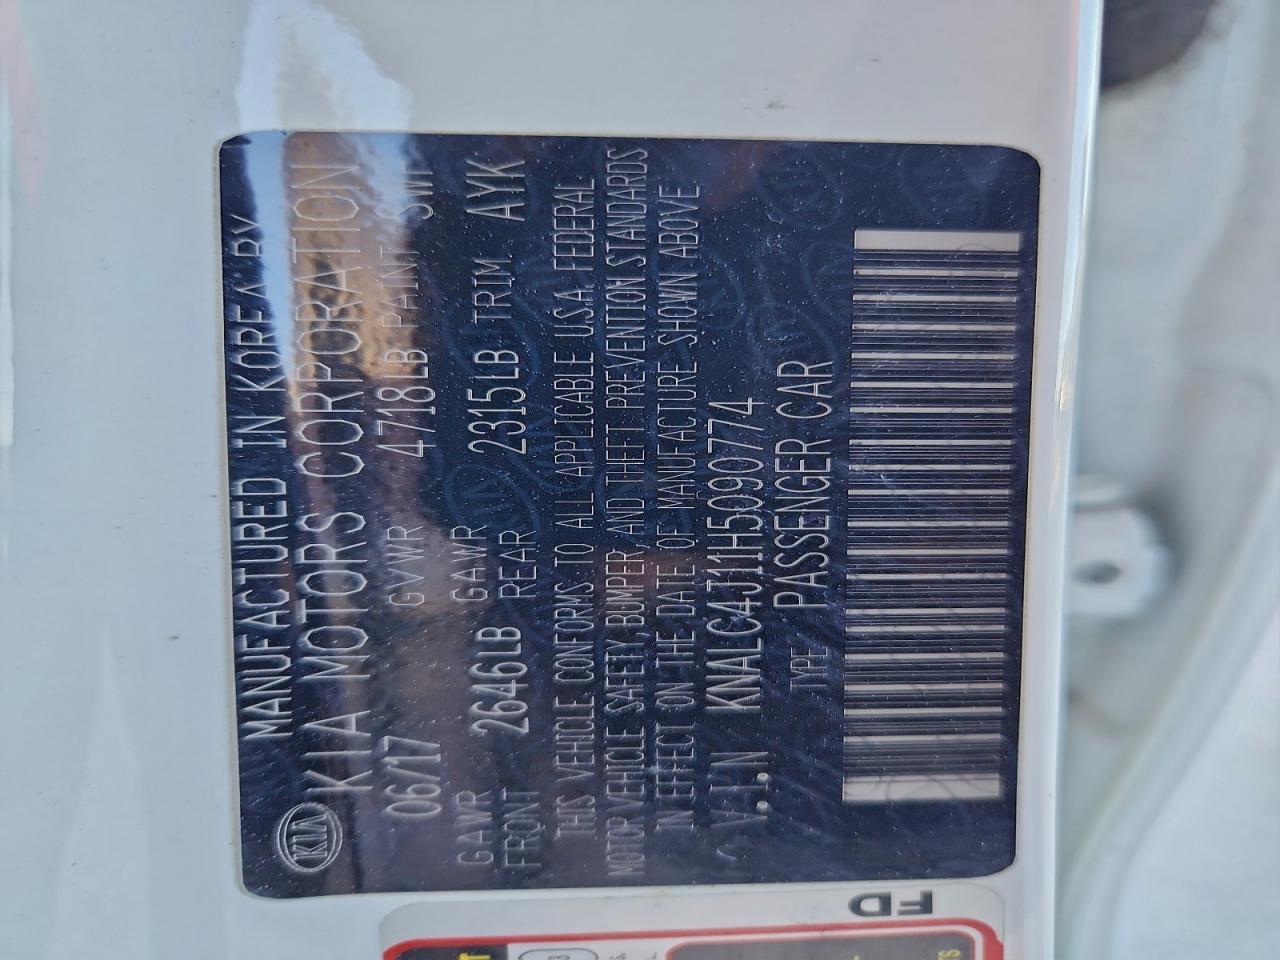 MANUFACTURED IN KOREA BY
KIA KIA MOTORS CORPORATION
06/17 GVWR 4718LB PAINT SWP
GAWR FRONT 2646LB GAWR REAR 2315LB TRIM AYK
THIS VEHICLE CONFORMS TO ALL APPLICABLE U.S.A. FEDERAL
MOTOR VEHICLE SAFETY, BUMPER, AND THEFT PREVENTION STANDARDS
IN EFFECT ON THE DATE OF MANUFACTURE SHOWN ABOVE
V.I.N KNALC4J11H5090774
TYPE PASSENGER CAR
FD